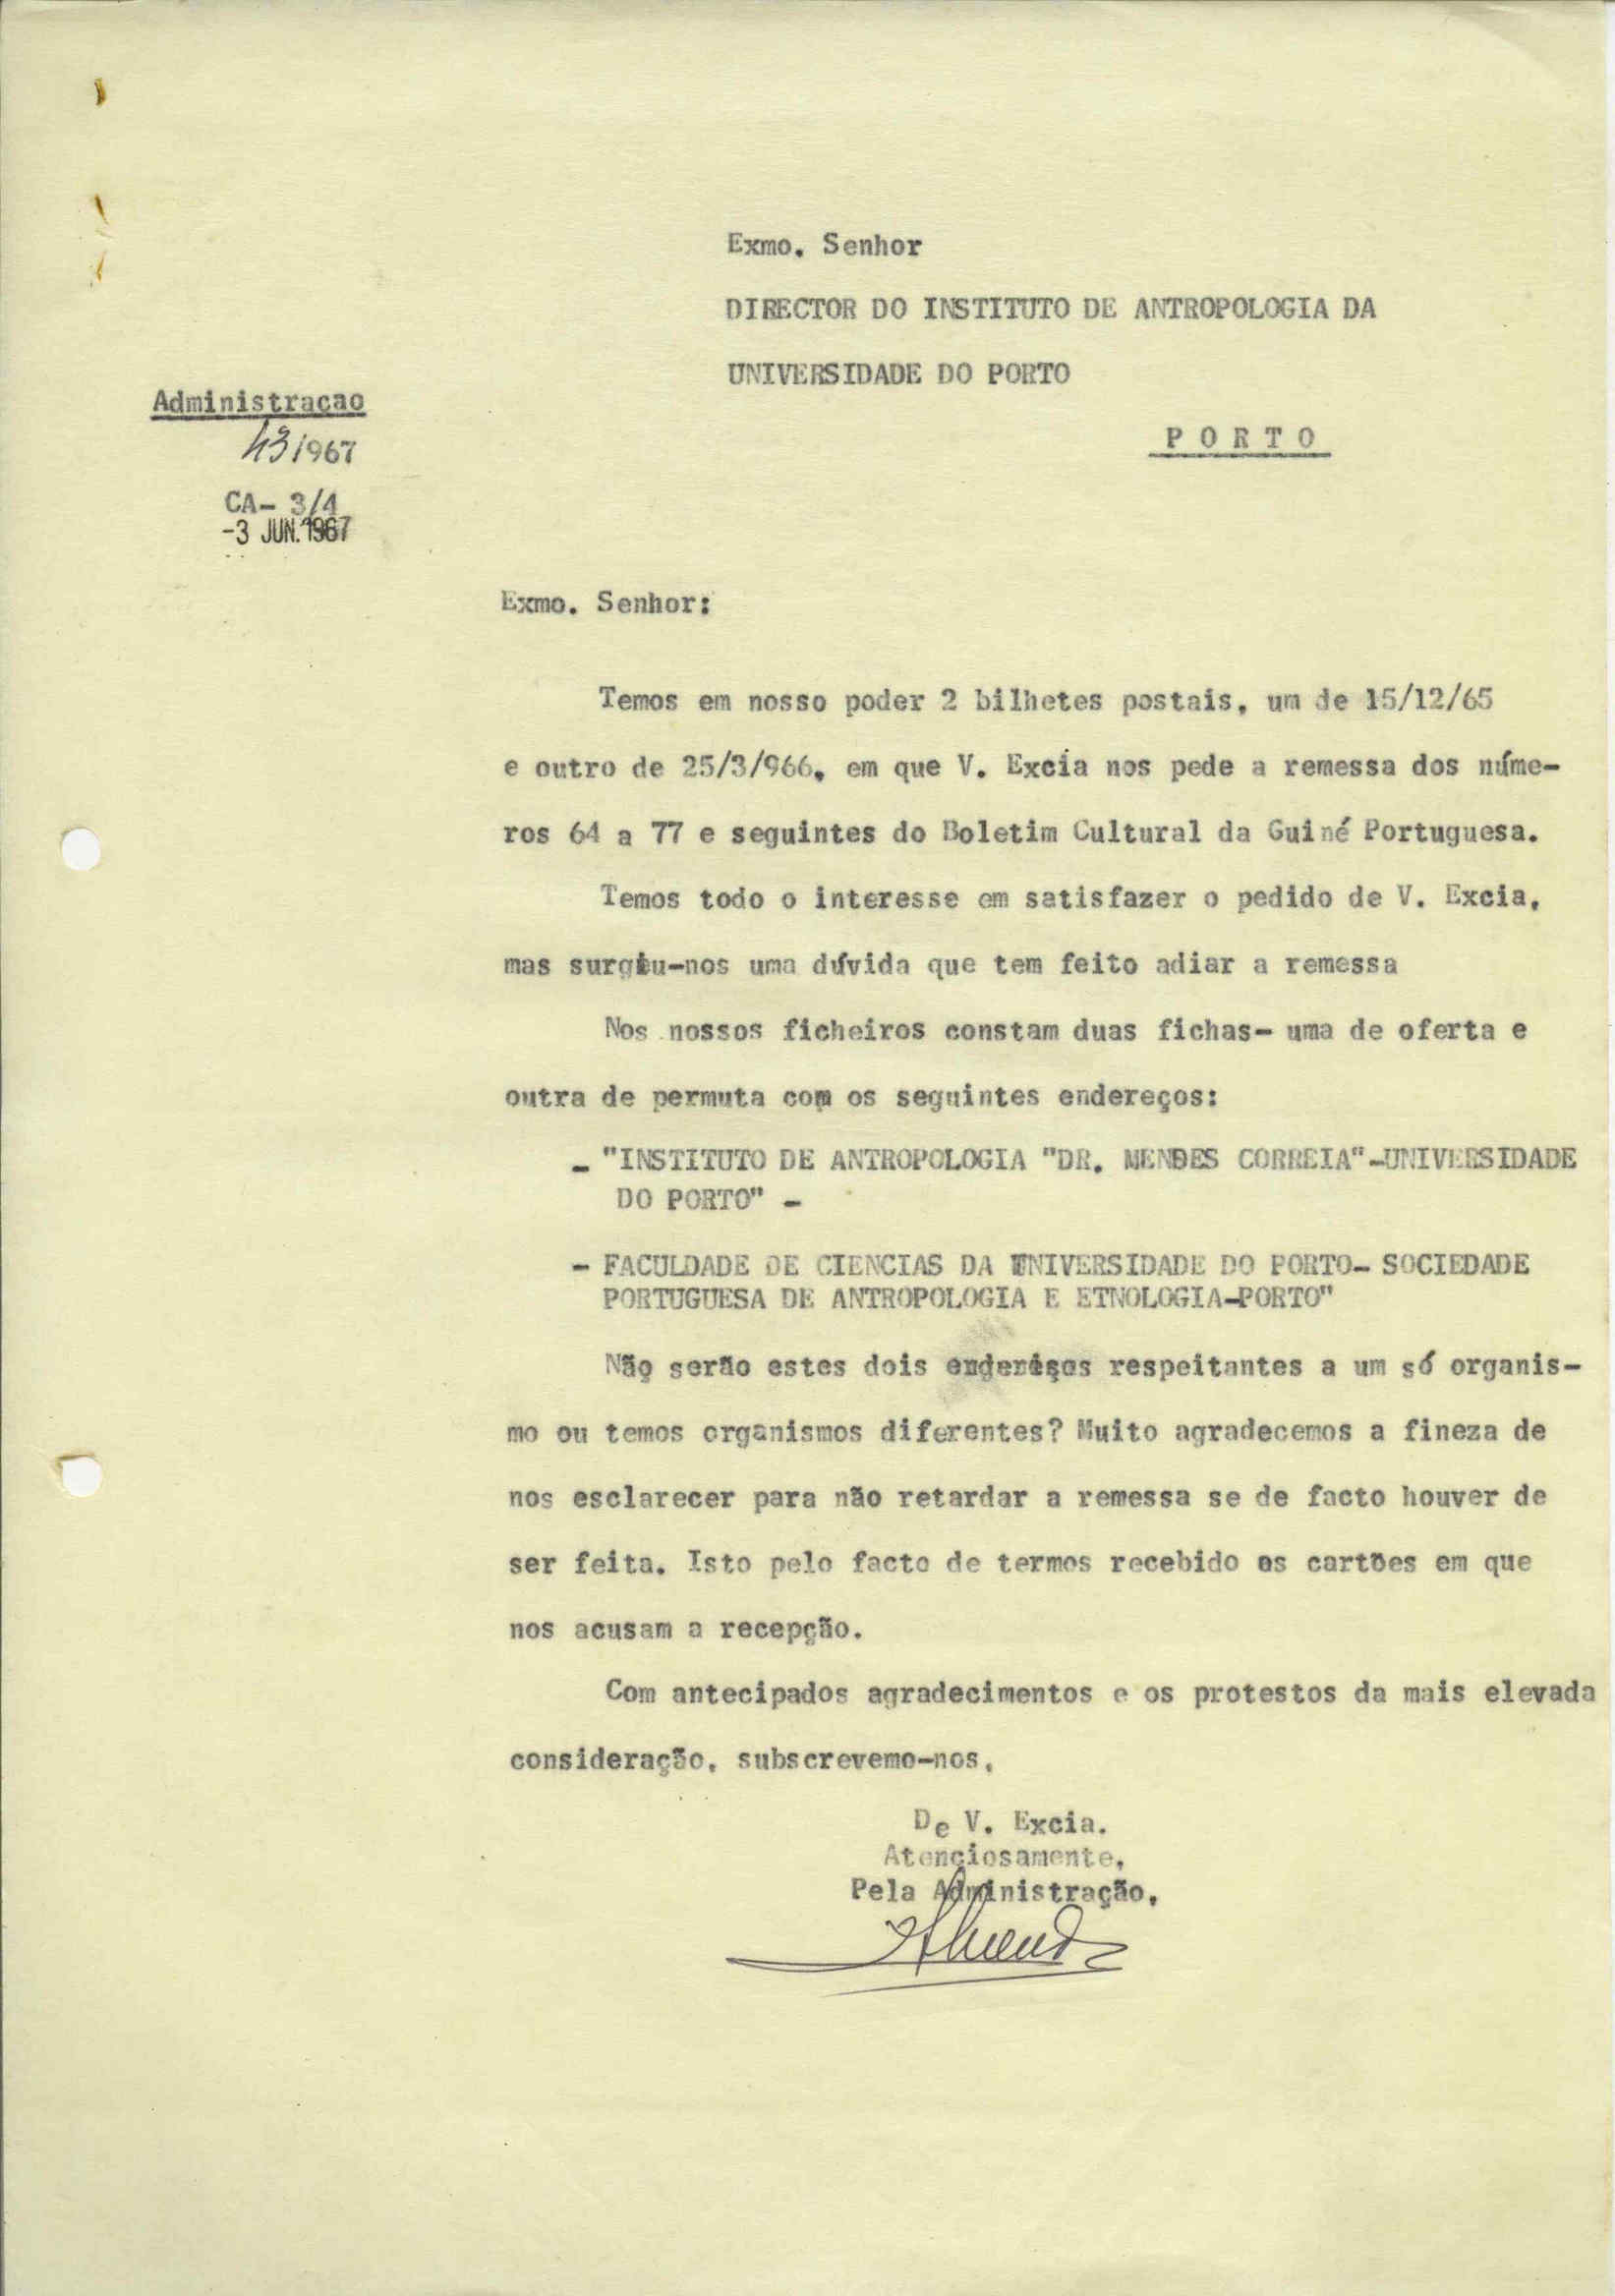 Exmo. Senhor
DIRECTOR DO INSTITUTO DE ANTROPOLOGIA DA
UNIVERSIDADE DO PORTO
P O R T O
Administraçao
43/967
CA- 3/4
-3 JUN. 1967
Exmo. Senhor:
Temos em nosso poder 2 bilhetes postais, um de 15/12/65
e outro de 25/3/966, em que V. Excia nos pede a remessa dos núme-
ros 64 a 77 e seguintes do Boletim Cultural da Guiné Portuguesa.
Temos todo o interesse em satisfazer o pedido de V. Excia,
mas surgiu-nos uma dúvida que tem feito adiar a remessa
Nos nossos ficheiros constam duas fichas- uma de oferta e
outra de permuta com os seguintes endereços:
- "INSTITUTO DE ANTROPOLOGIA "DR. MENDES CORREIA"-UNIVERSIDADE
DO PORTO" -
- FACULDADE DE CIENCIAS DA UNIVERSIDADE DO PORTO- SOCIEDADE
PORTUGUESA DE ANTROPOLOGIA E ETNOLOGIA-PORTO"
Não serão estes dois endereços respeitantes a um só organis-
mo ou temos organismos diferentes? Muito agradecemos a fineza de
nos esclarecer para não retardar a remessa se de facto houver de
ser feita. Isto pelo facto de termos recebido os cartões em que
nos acusam a recepção.
Com antecipados agradecimentos e os protestos da mais elevada
consideração, subscrevemo-nos,
De V. Excia.
Atenciosamente,
Pela Administração,